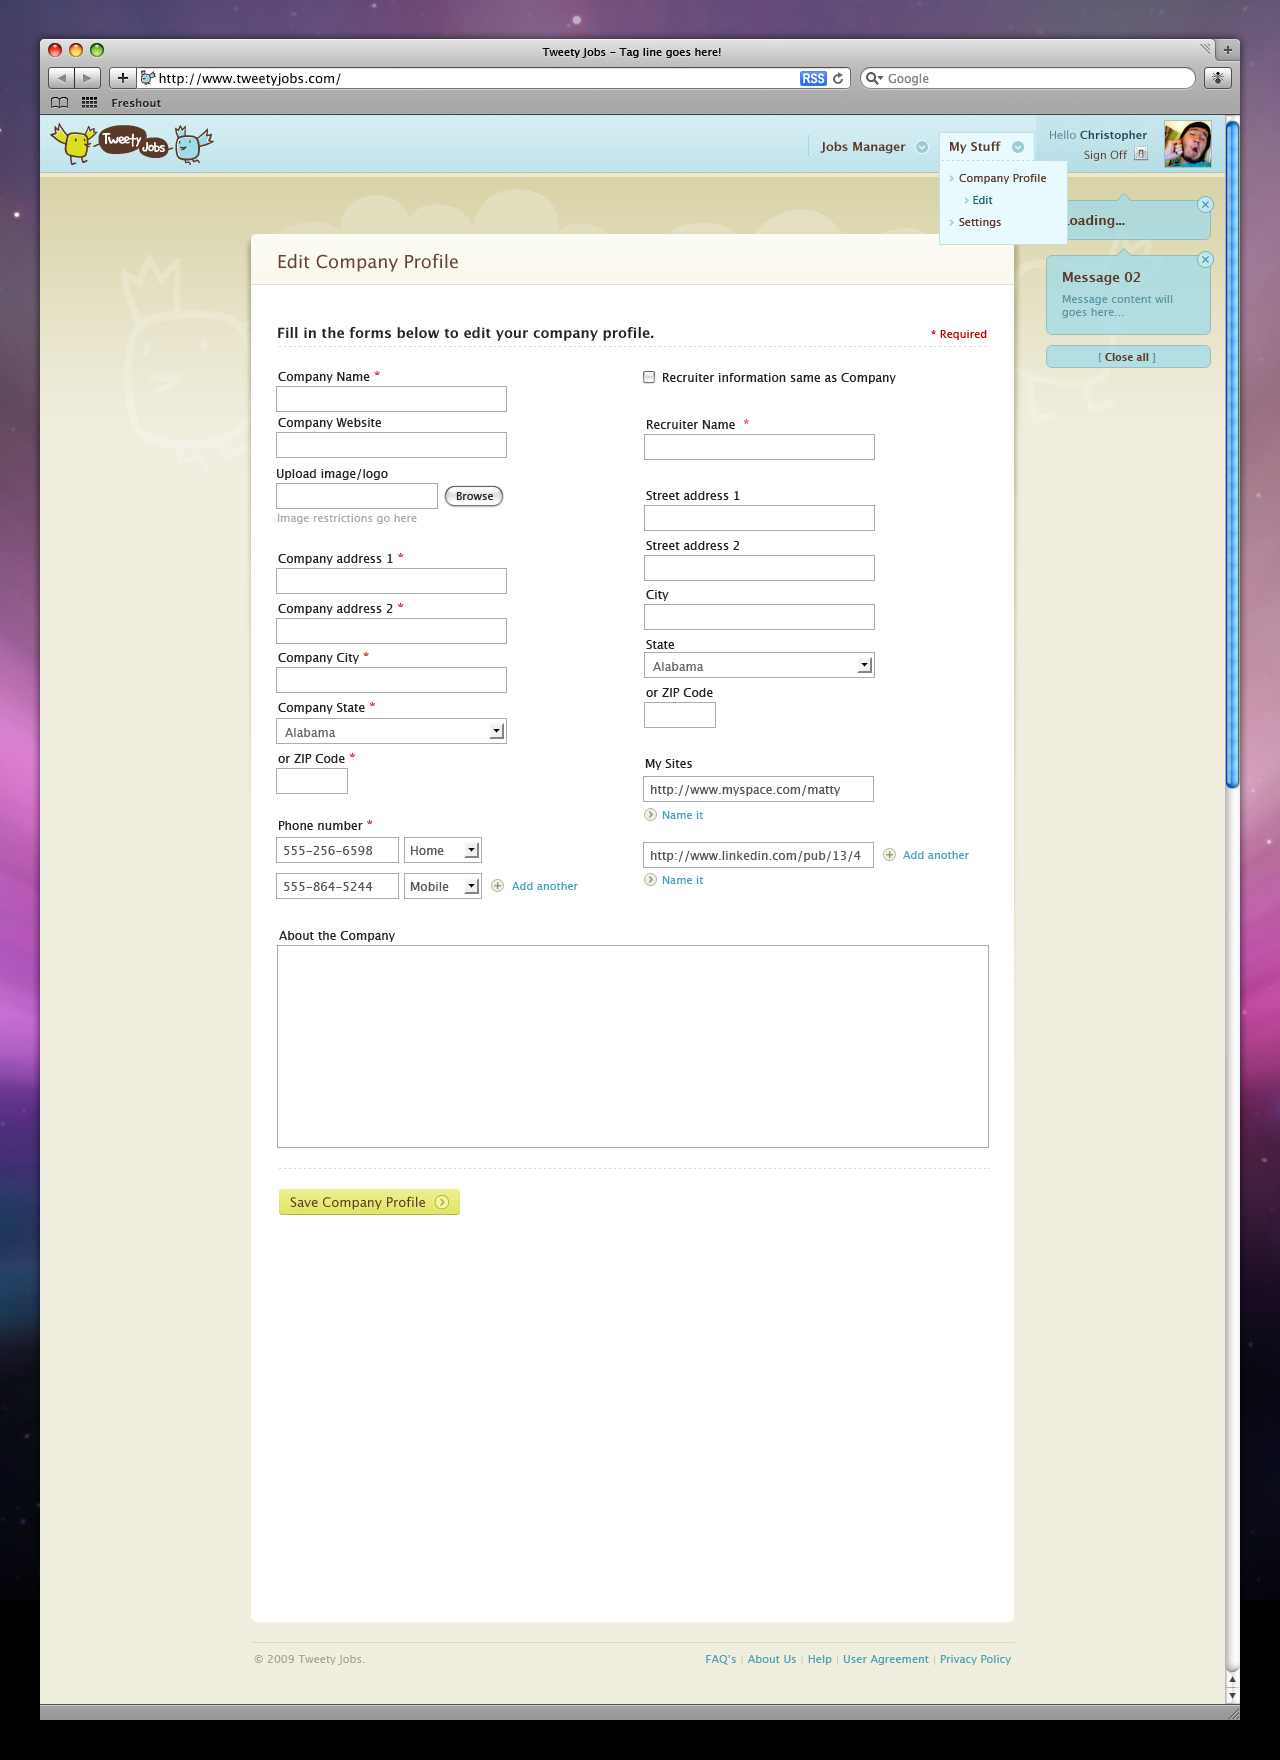 Tweety Jobs – Tag line goes here!
http://www.tweetyjobs.com/
RSS
Google
Freshout
Tweety Jobs
Jobs Manager
My Stuff
Hello Christopher
Sign Off
Company Profile
Edit
Settings
oading...
Message 02
Message content will
goes here...
[ Close all ]
Edit Company Profile
Fill in the forms below to edit your company profile.
* Required
Company Name *
Company Website
Upload image/logo
Browse
Image restrictions go here
Company address 1 *
Company address 2 *
Company City *
Company State *
Alabama
or ZIP Code *
Phone number *
555-256-6598
Home
555-864-5244
Mobile
Add another
Recruiter information same as Company
Recruiter Name *
Street address 1
Street address 2
City
State
Alabama
or ZIP Code
My Sites
http://www.myspace.com/matty
Name it
http://www.linkedin.com/pub/13/4
Add another
Name it
About the Company
Save Company Profile
© 2009 Tweety Jobs.
FAQ's | About Us | Help | User Agreement | Privacy Policy